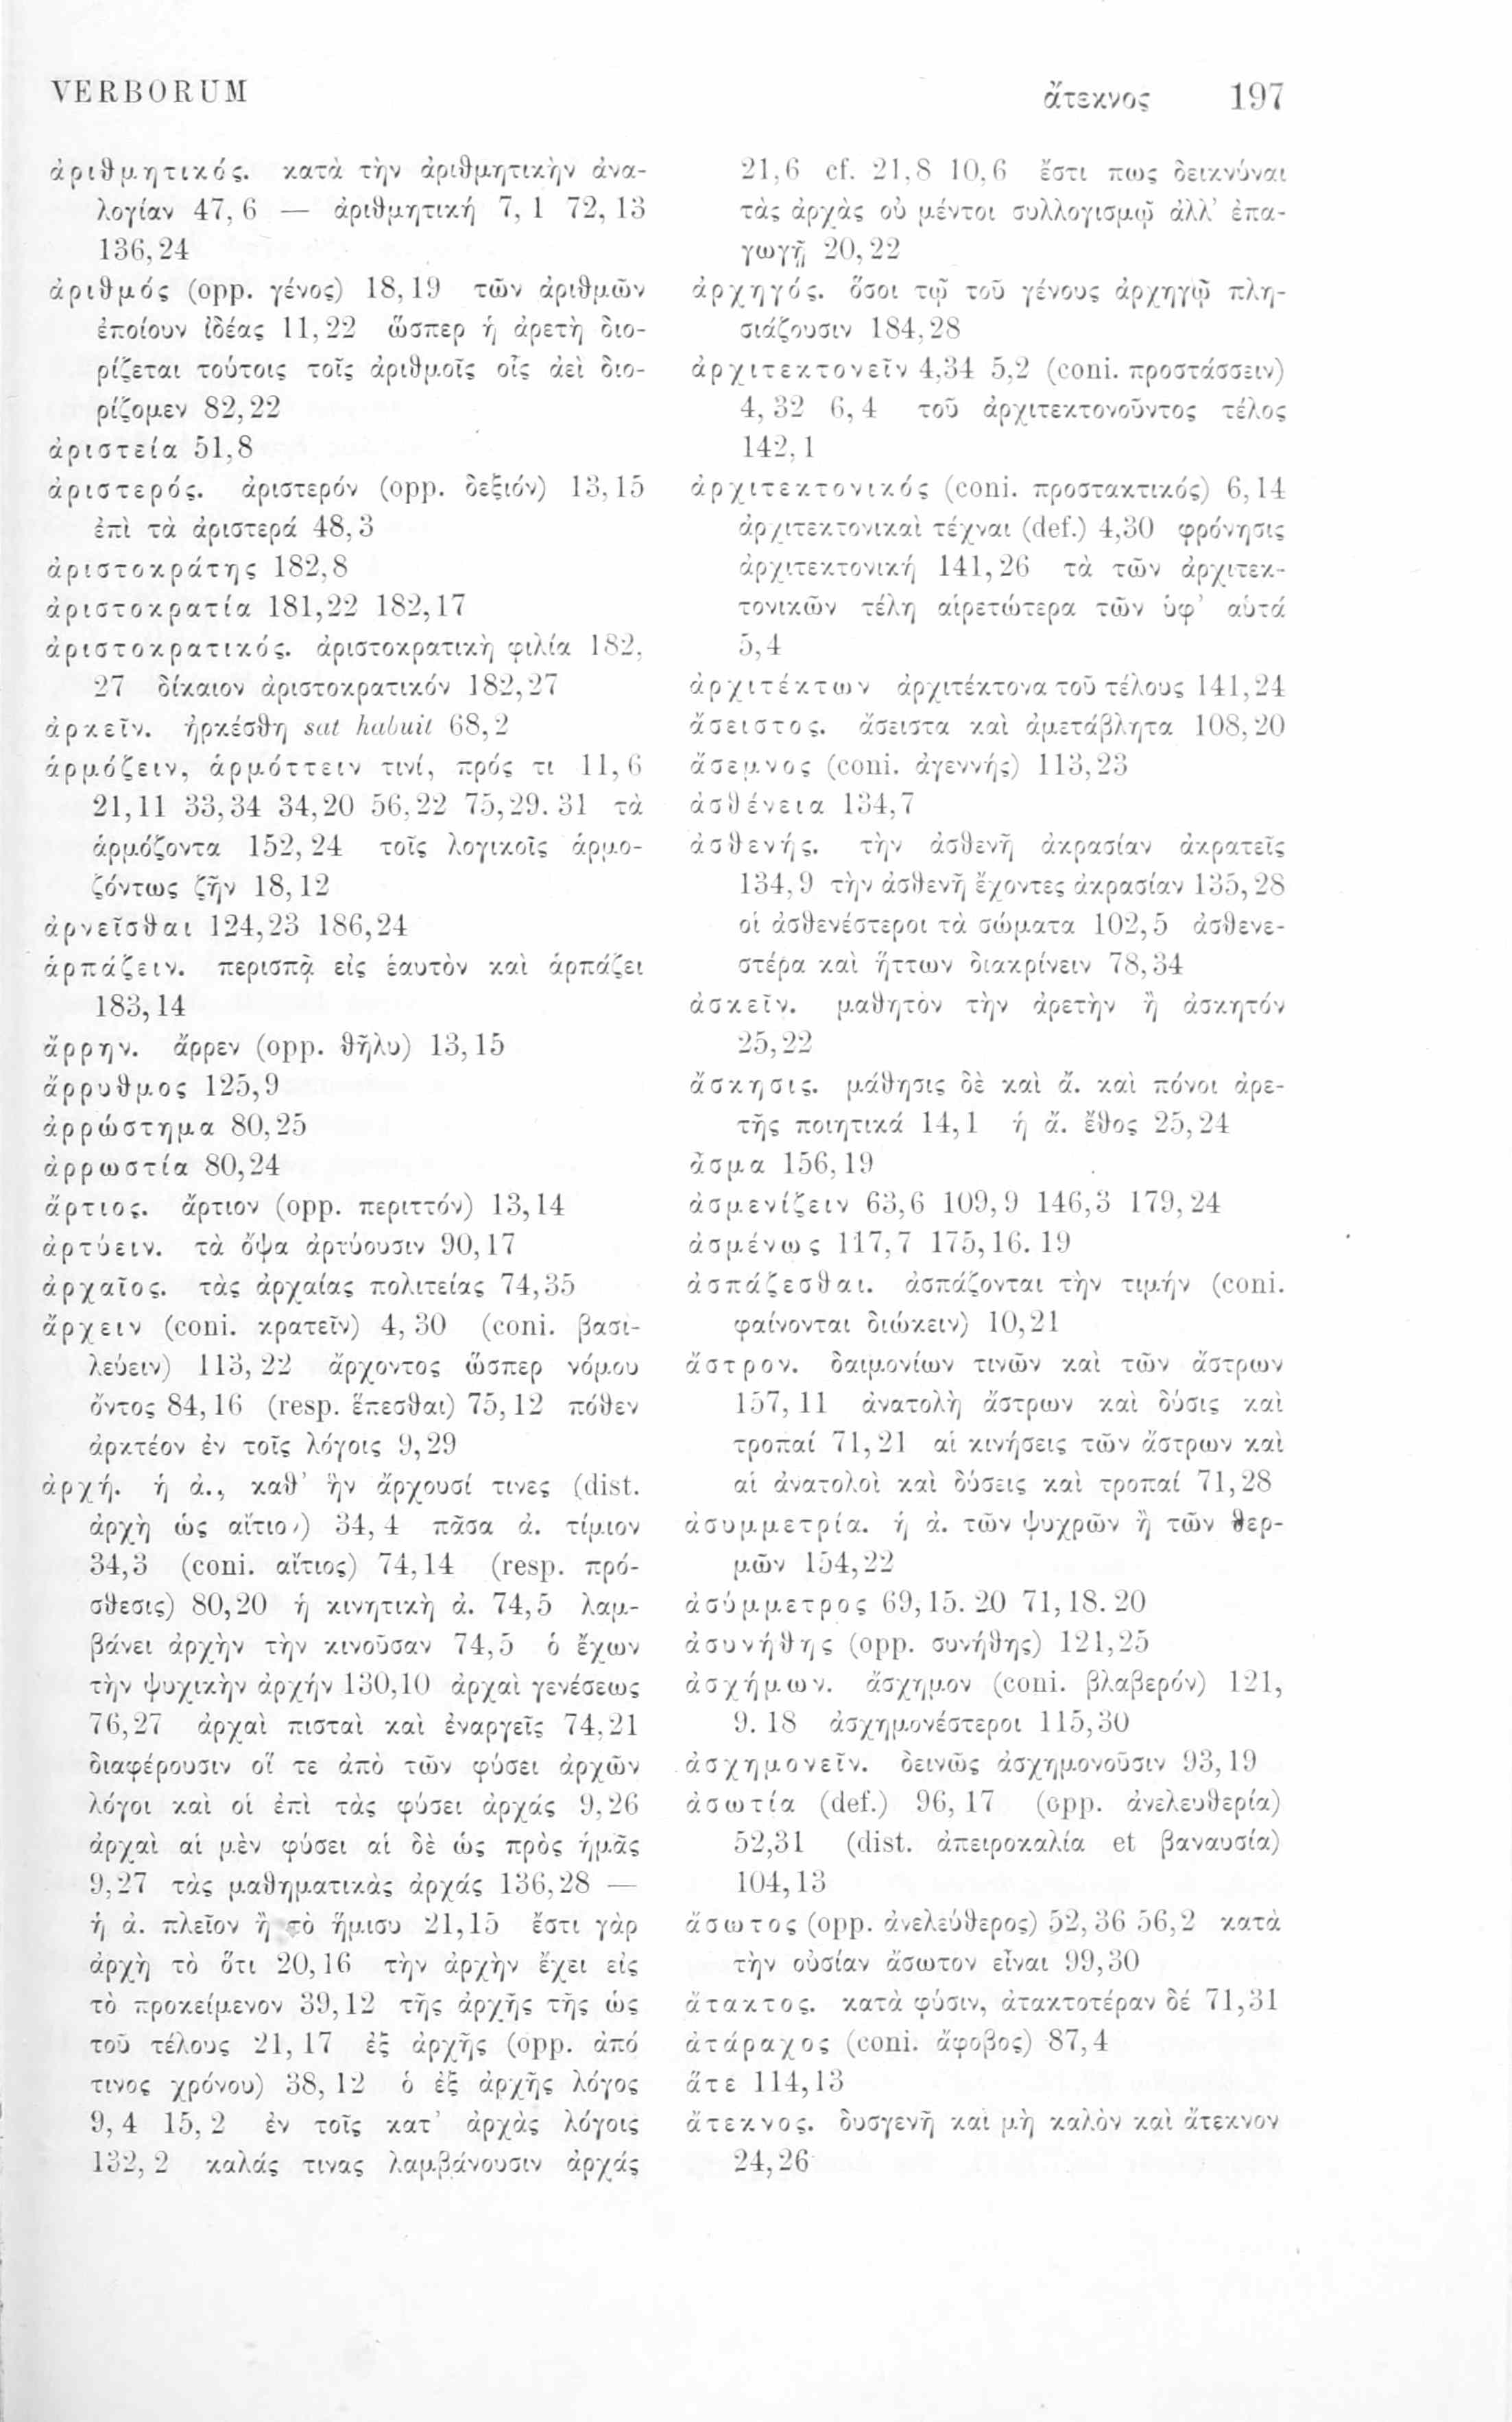 VERBORUM ἄτεκνος 197
ἀριθμητικός. κατὰ τὴν ἀριθμητικὴν ἀνα-
λογίαν 47, 6 — ἀριθμητική 7, 1 72, 13
136, 24
ἀριθμός (opp. γένος) 18, 19 τῶν ἀριθμῶν
ἐποίουν ἰδέας 11, 22 ὥσπερ ἡ ἀρετὴ διο-
ρίζεται τούτοις τοῖς ἀριθμοῖς οἷς ἀεὶ διο-
ρίζομεν 82, 22
ἀριστεία 51,8
ἀριστερός. ἀριστερόν (opp. δεξιόν) 13, 15
ἐπὶ τὰ ἀριστερά 48, 3
ἀριστοκράτης 182,8
ἀριστοκρατία 181,22 182,17
ἀριστοκρατικός. ἀριστοκρατικὴ φιλία 182,
27 δίκαιον ἀριστοκρατικόν 182,27
ἀρκεῖν. ἠρκέσθη sat habuit 68, 2
ἁρμόζειν, ἁρμόττειν τινί, πρός τι 11, 6
21,11 33,34 34,20 56,22 75,29. 31 τὰ
ἁρμόζοντα 152, 24 τοῖς λογικοῖς ἁρμο-
ζόντως ζῆν 18, 12
ἀρνεῖσθαι 124,23 186,24
ἁρπάζειν. περισπᾷ εἰς ἑαυτὸν καὶ ἁρπάζει
183, 14
ἄρρην. ἄρρεν (opp. θῆλυ) 13, 15
ἄρρυθμος 125,9
ἀρρώστημα 80,25
ἀρρωστία 80,24
ἄρτιος. ἄρτιον (opp. περιττόν) 13,14
ἀρτύειν. τὰ ὄψα ἀρτύουσιν 90,17
ἀρχαῖος. τὰς ἀρχαίας πολιτείας 74,35
ἄρχειν (coni. κρατεῖν) 4, 30 (coni. βασι-
λεύειν) 113, 22 ἄρχοντος ὥσπερ νόμου
ὄντος 84, 16 (resp. ἕπεσθαι) 75, 12 πόθεν
ἀρκτέον ἐν τοῖς λόγοις 9,29
ἀρχή. ἡ ἀ., καθ’ ἣν ἄρχουσί τινες (dist.
ἀρχὴ ὡς αἴτιον) 34, 4 πᾶσα ἀ. τίμιον
34,3 (coni. αἴτιος) 74,14 (resp. πρό-
σθεσις) 80,20 ἡ κινητικὴ ἀ. 74,5 λαμ-
βάνει ἀρχὴν τὴν κινοῦσαν 74,5 ὁ ἔχων
τὴν ψυχικὴν ἀρχήν 130,10 ἀρχαὶ γενέσεως
76,27 ἀρχαὶ πισταὶ καὶ ἐναργεῖς 74,21
διαφέρουσιν οἵ τε ἀπὸ τῶν φύσει ἀρχῶν
λόγοι καὶ οἱ ἐπὶ τὰς φύσει ἀρχάς 9,26
ἀρχαὶ αἱ μὲν φύσει αἱ δὲ ὡς πρὸς ἡμᾶς
9,27 τὰς μαθηματικὰς ἀρχάς 136,28 —
ἡ ἀ. πλεῖον ἢ τὸ ἥμισυ 21,15 ἔστι γὰρ
ἀρχὴ τὸ ὅτι 20, 16 τὴν ἀρχὴν ἔχει εἰς
τὸ προκείμενον 39,12 τῆς ἀρχῆς τῆς ὡς
τοῦ τέλους 21, 17 ἐξ ἀρχῆς (opp. ἀπό
τινος χρόνου) 38, 12 ὁ ἐξ ἀρχῆς λόγος
9, 4 15, 2 ἐν τοῖς κατ’ ἀρχὰς λόγοις
132, 2 καλάς τινας λαμβάνουσιν ἀρχάς
21,6 cf. 21,8 10,6 ἔστι πως δεικνύναι
τὰς ἀρχὰς οὐ μέντοι συλλογισμῷ ἀλλ’ ἐπα-
γωγῇ 20, 22
ἀρχηγός. ὅσοι τῷ τοῦ γένους ἀρχηγῷ πλη-
σιάζουσιν 184,28
ἀρχιτεκτονεῖν 4,34 5,2 (coni. προστάσσειν)
4, 32 6, 4 τοῦ ἀρχιτεκτονοῦντος τέλος
142, 1
ἀρχιτεκτονικός (coni. προστακτικός) 6,14
ἀρχιτεκτονικαὶ τέχναι (def.) 4,30 φρόνησις
ἀρχιτεκτονική 141, 26 τὰ τῶν ἀρχιτεκ-
τονικῶν τέλη αἱρετώτερα τῶν ὑφ’ αὑτά
5, 4
ἀρχιτέκτων ἀρχιτέκτονα τοῦ τέλους 141,24
ἄσειστος. ἄσειστα καὶ ἀμετάβλητα 108,20
ἄσεμνος (coni. ἀγεννής) 113,23
ἀσθένεια 134,7
ἀσθενής. τὴν ἀσθενῆ ἀκρασίαν ἀκρατεῖς
134,9 τὴν ἀσθενῆ ἔχοντες ἀκρασίαν 135,28
οἱ ἀσθενέστεροι τὰ σώματα 102,5 ἀσθενε-
στέρα καὶ ἥττων διακρίνειν 78,34
ἀσκεῖν. μαθητὸν τὴν ἀρετὴν ἢ ἀσκητόν
25,22
ἄσκησις. μάθησις δὲ καὶ ἄ. καὶ πόνοι ἀρε-
τῆς ποιητικά 14,1 ἡ ἄ. ἔθος 25,24
ᾆσμα 156,19
ἀσμενίζειν 63,6 109, 9 146,3 179, 24
ἀσμένως 117,7 175,16. 19
ἀσπάζεσθαι. ἀσπάζονται τὴν τιμήν (coni.
φαίνονται διώκειν) 10,21
ἄστρον. δαιμονίων τινῶν καὶ τῶν ἄστρων
157, 11 ἀνατολὴ ἄστρων καὶ δύσις καὶ
τροπαί 71,21 αἱ κινήσεις τῶν ἄστρων καὶ
αἱ ἀνατολοὶ καὶ δύσεις καὶ τροπαί 71,28
ἀσυμμετρία. ἡ ἀ. τῶν ψυχρῶν ἢ τῶν θερ-
μῶν 154,22
ἀσύμμετρος 69,15. 20 71,18. 20
ἀσυνήθης (opp. συνήθης) 121,25
ἀσχήμων. ἄσχημον (coni. βλαβερόν) 121,
9. 18 ἀσχημονέστεροι 115,30
ἀσχημονεῖν. δεινῶς ἀσχημονοῦσιν 93,19
ἀσωτία (def.) 96, 17 (opp. ἀνελευθερία)
52,31 (dist. ἀπειροκαλία et βαναυσία)
104,13
ἄσωτος (opp. ἀνελεύθερος) 52, 36 56,2 κατὰ
τὴν οὐσίαν ἄσωτον εἶναι 99,30
ἄτακτος. κατὰ φύσιν, ἀτακτοτέραν δέ 71,31
ἀτάραχος (coni. ἄφοβος) 87,4
ἅτε 114,13
ἄτεκνος. δυσγενῆ καὶ μὴ καλὸν καὶ ἄτεκνον
24,26